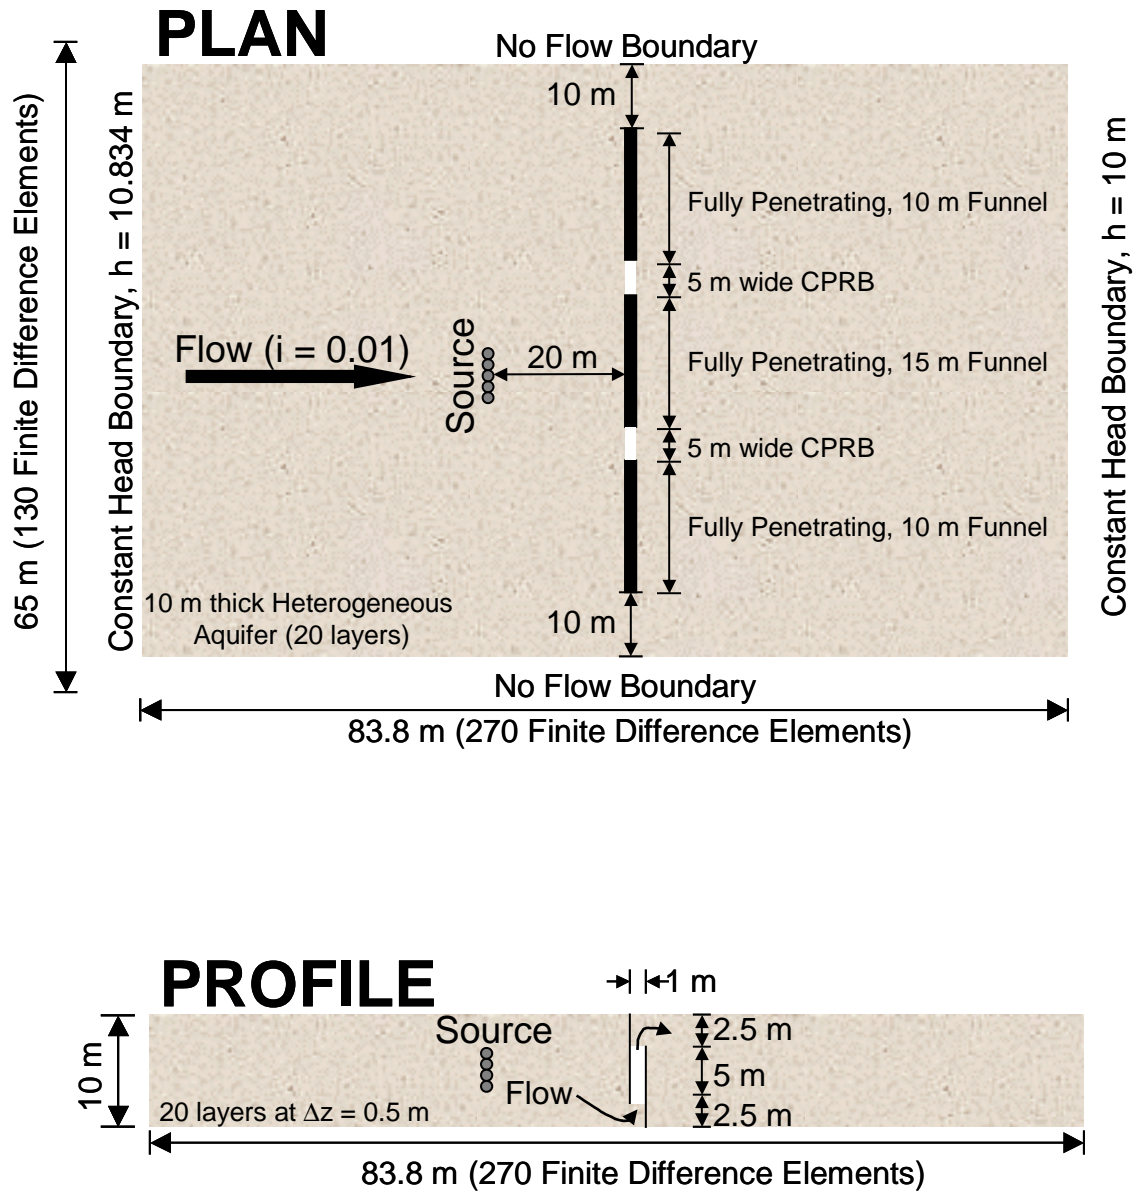 PLAN
No Flow Boundary
10 m
65 m (130 Finite Difference Elements)
Constant Head Boundary, h = 10.834 m
Constant Head Boundary, h = 10 m
Fully Penetrating, 10 m Funnel
5 m wide CPRB
Flow (i = 0.01)
Source
20 m
Fully Penetrating, 15 m Funnel
5 m wide CPRB
Fully Penetrating, 10 m Funnel
10 m thick Heterogeneous
Aquifer (20 layers)
10 m
No Flow Boundary
83.8 m (270 Finite Difference Elements)
PROFILE
1 m
Source
2.5 m
10 m
5 m
Flow
2.5 m
20 layers at Δz = 0.5 m
83.8 m (270 Finite Difference Elements)